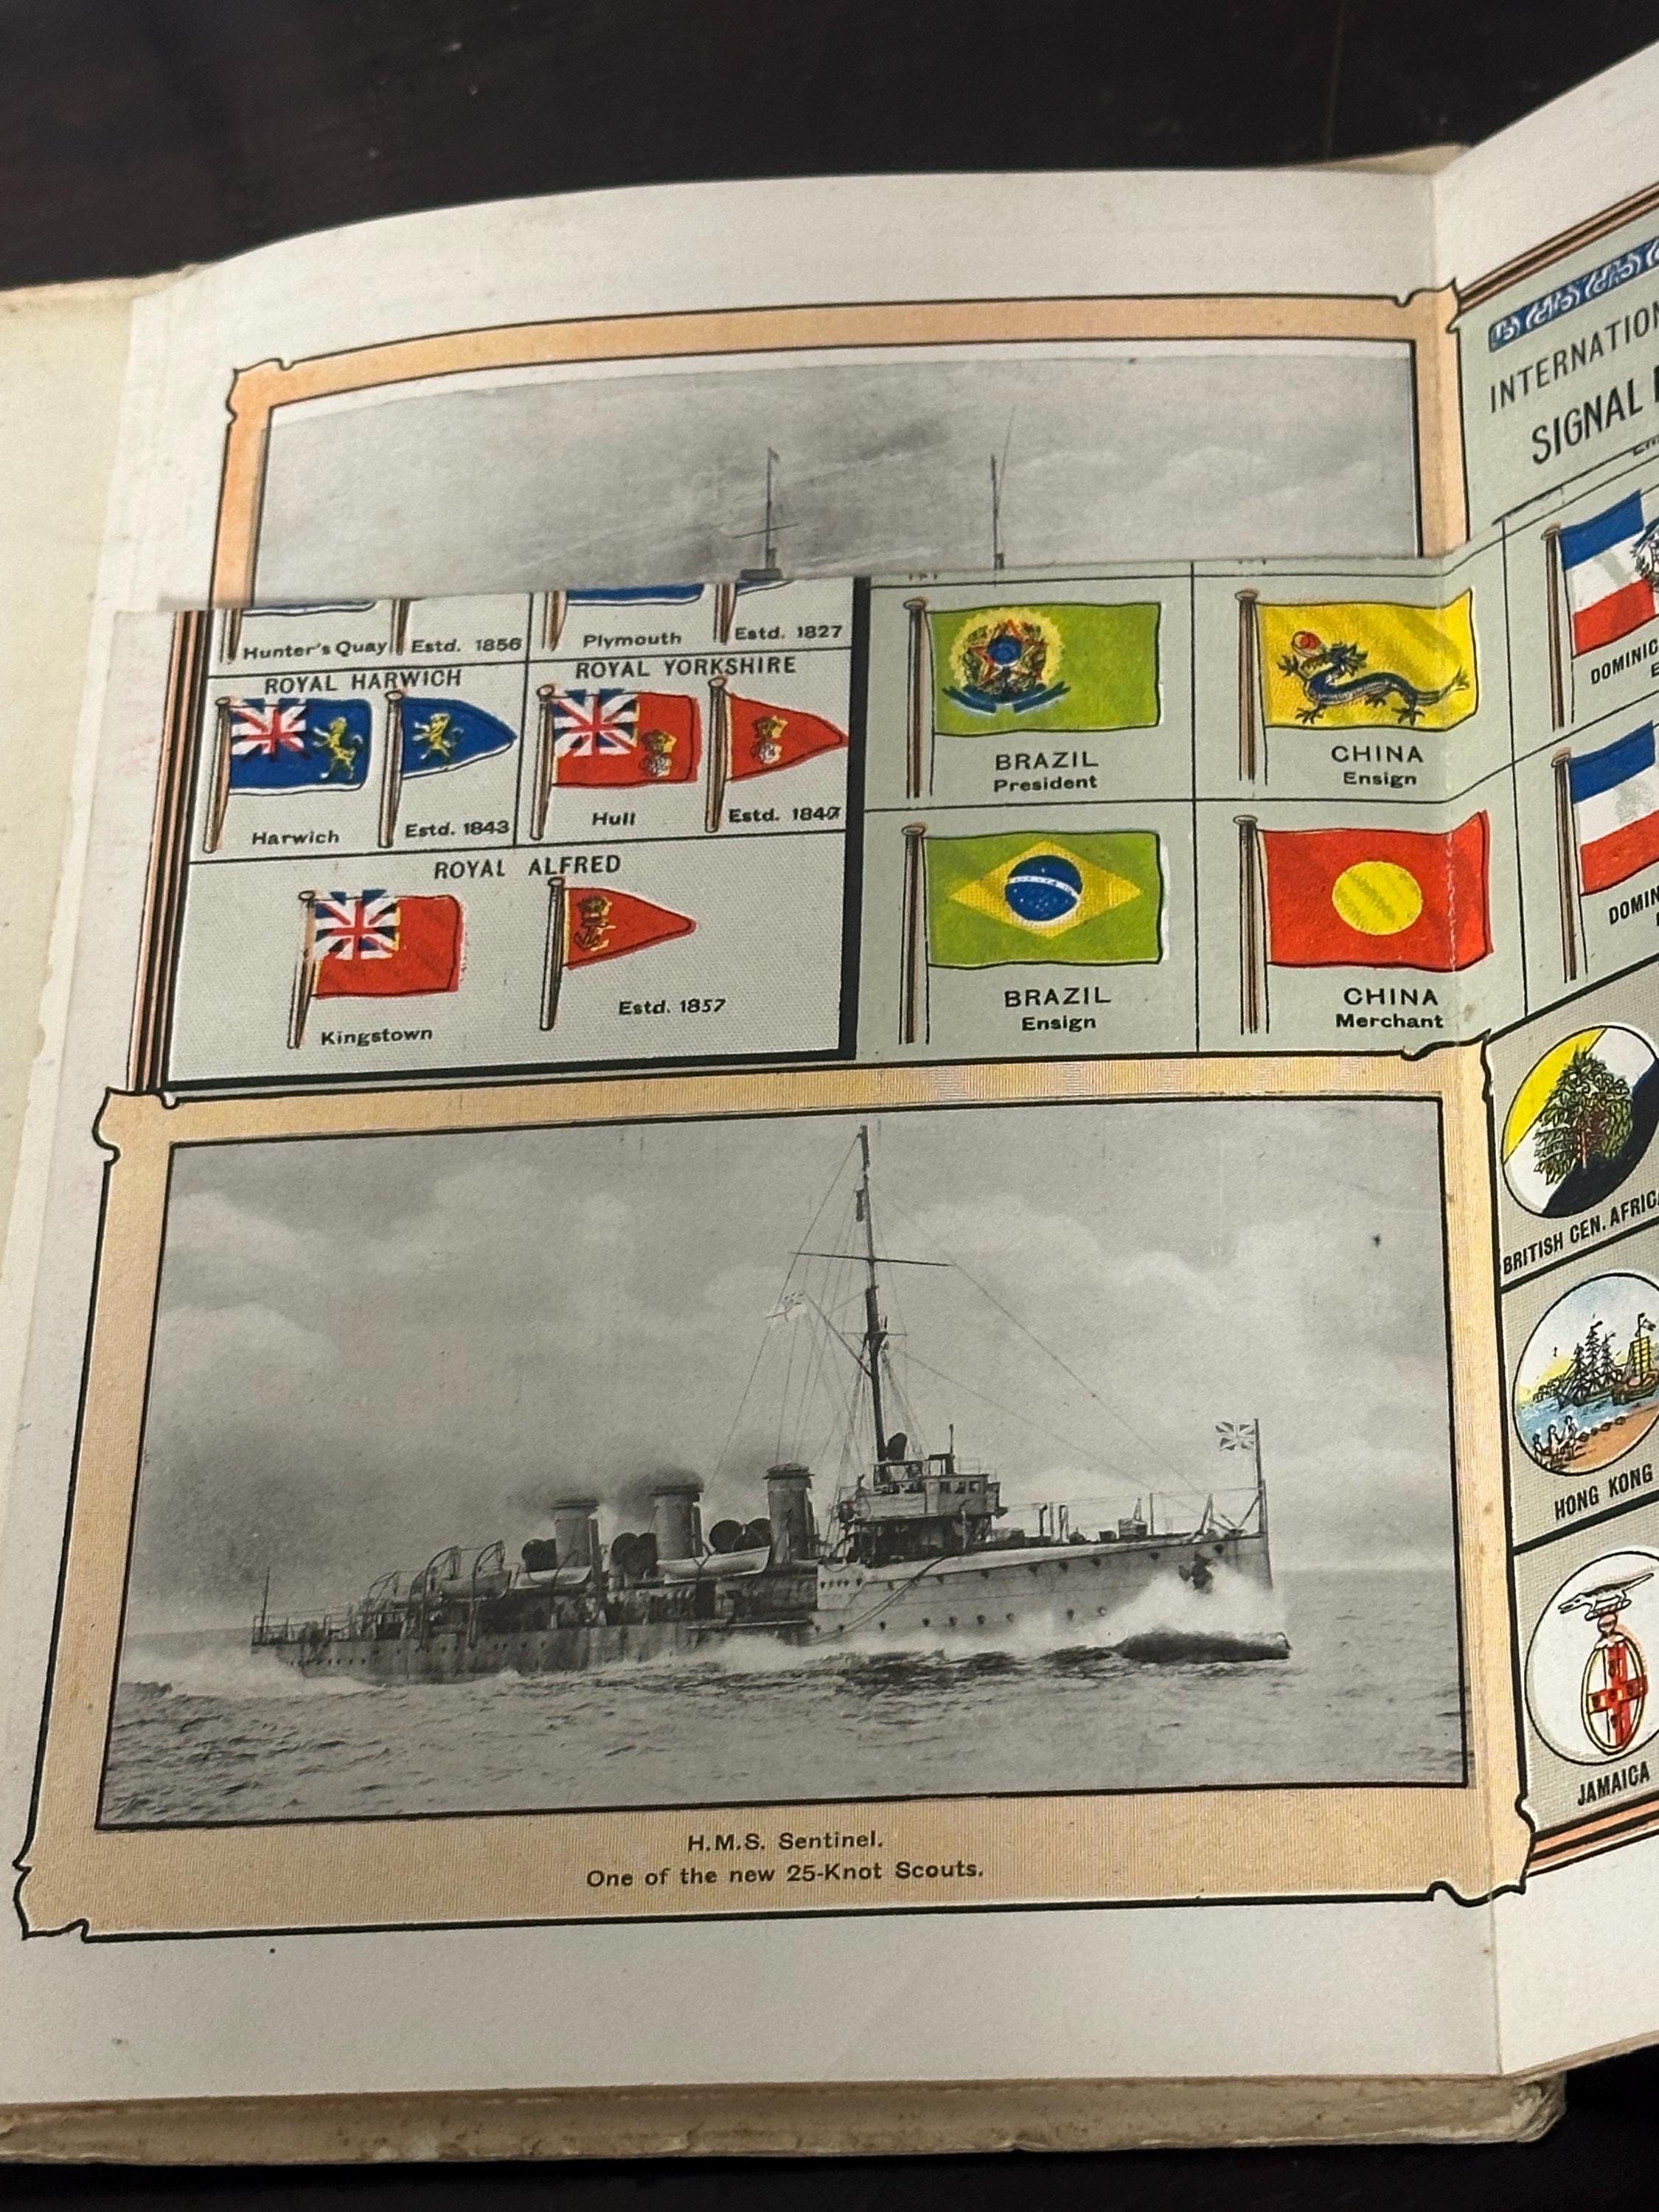 INTERNATION
SIGNAL
Hunter's Quay Estd. 1856
Plymouth Estd. 1827
ROYAL HARWICH
Harwich Estd. 1843
ROYAL YORKSHIRE
Hull Estd. 1847
ROYAL ALFRED
Kingstown Estd. 1857
BRAZIL
President
CHINA
Ensign
DOMINIC
E
BRAZIL
Ensign
CHINA
Merchant
DOMIN
BRITISH CEN. AFRICA
HONG KONG
JAMAICA
H.M.S. Sentinel.
One of the new 25-Knot Scouts.